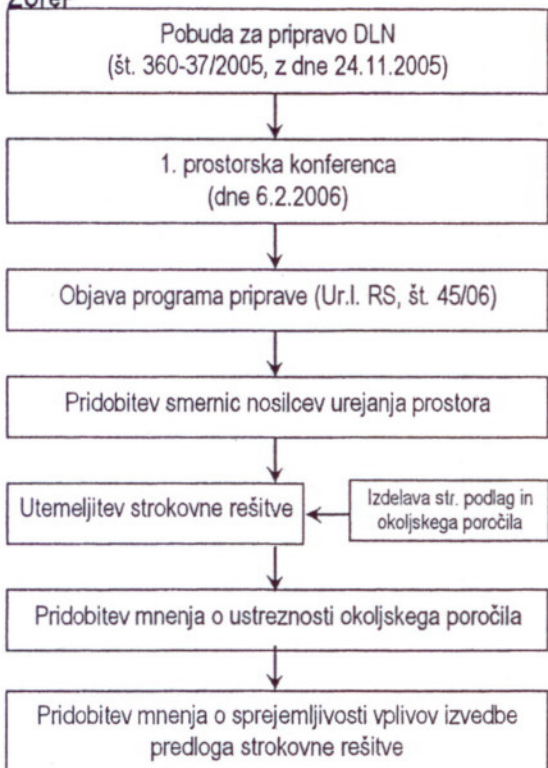 Pobuda za pripravo DLN
(št. 360-37/2005, z dne 24.11.2005)
1. prostorska konferenca
(dne 6.2.2006)
Objava programa priprave (Ur.l. RS, št. 45/06)
Pridobitev smernic nosilcev urejanja prostora
Utemeljitev strokovne rešitve
Izdelava str. podlag in
okoljskega poročila
Pridobitev mnenja o ustreznosti okoljskega poročila
Pridobitev mnenja o sprejemljivosti vplivov izvedbe
predloga strokovne rešitve